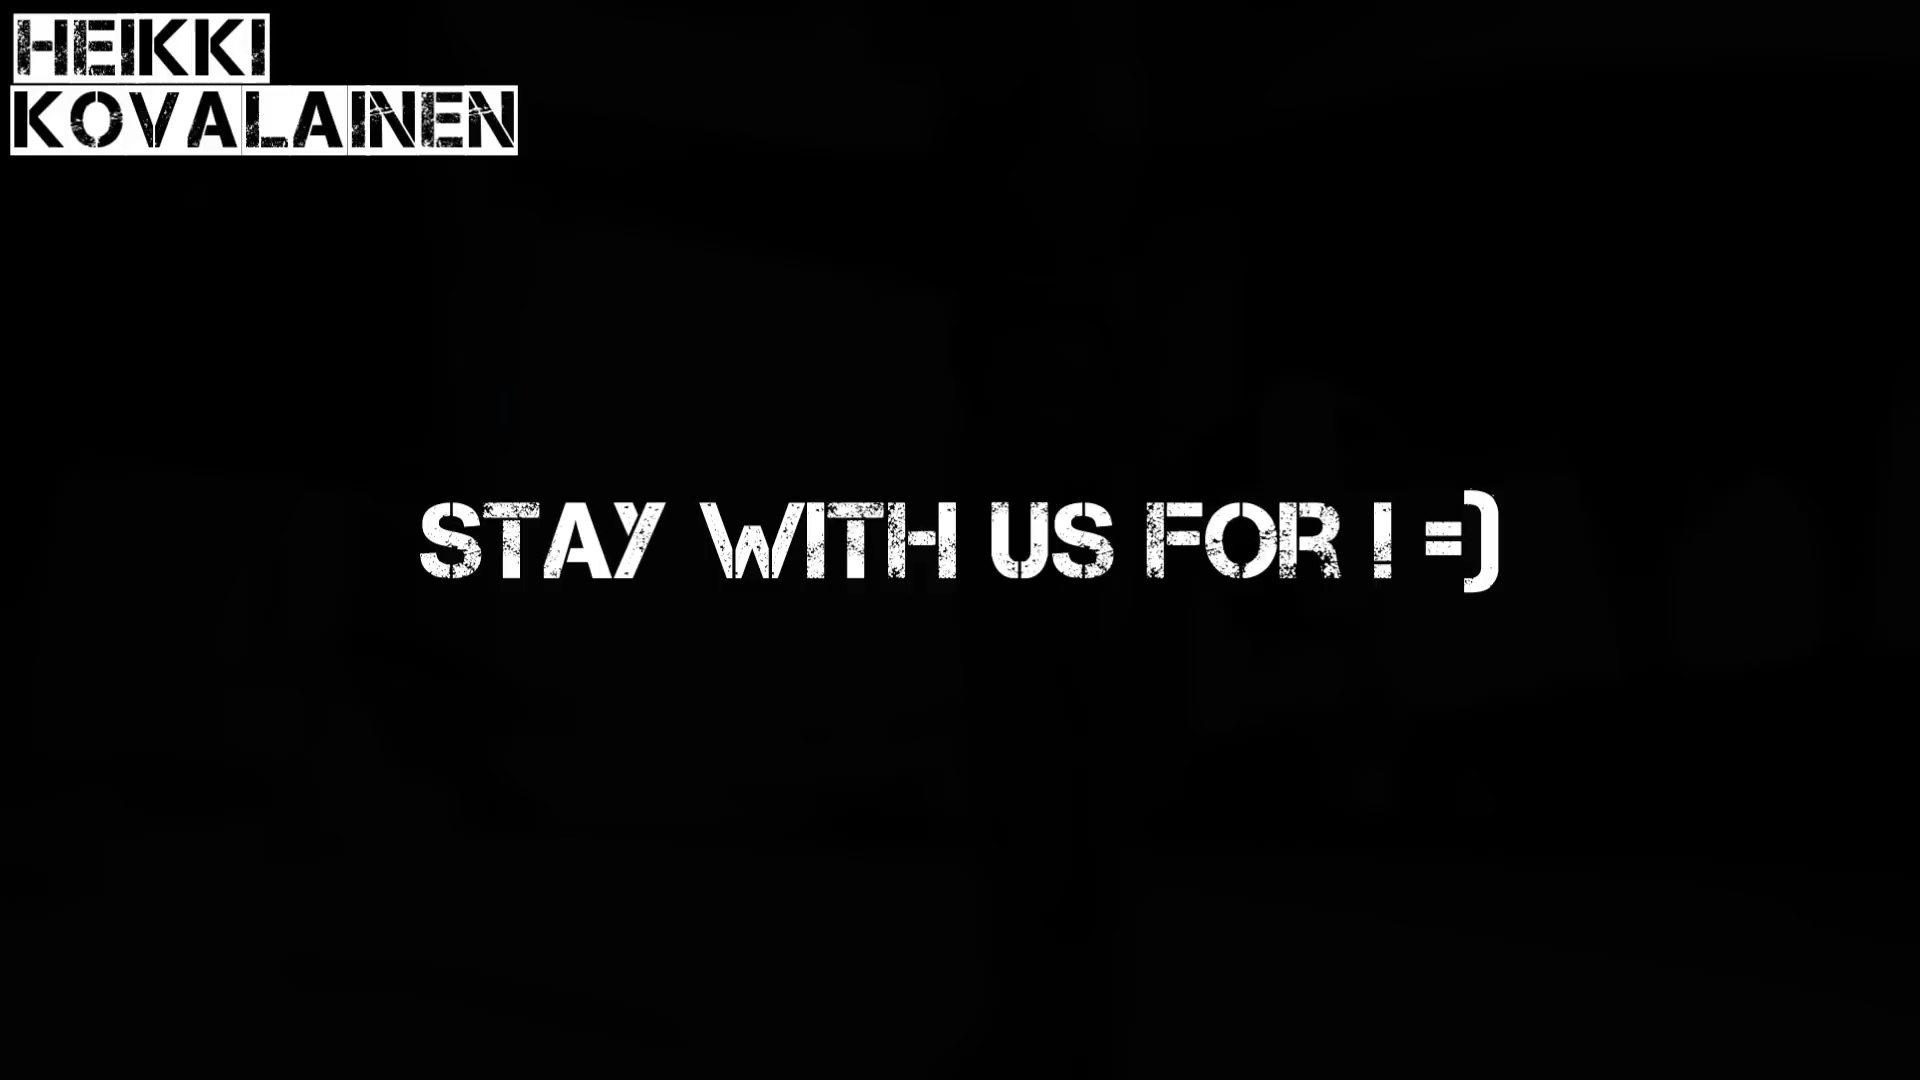 HEIKKI
KOVALAINEN
STAY WITH US FOR ! =)